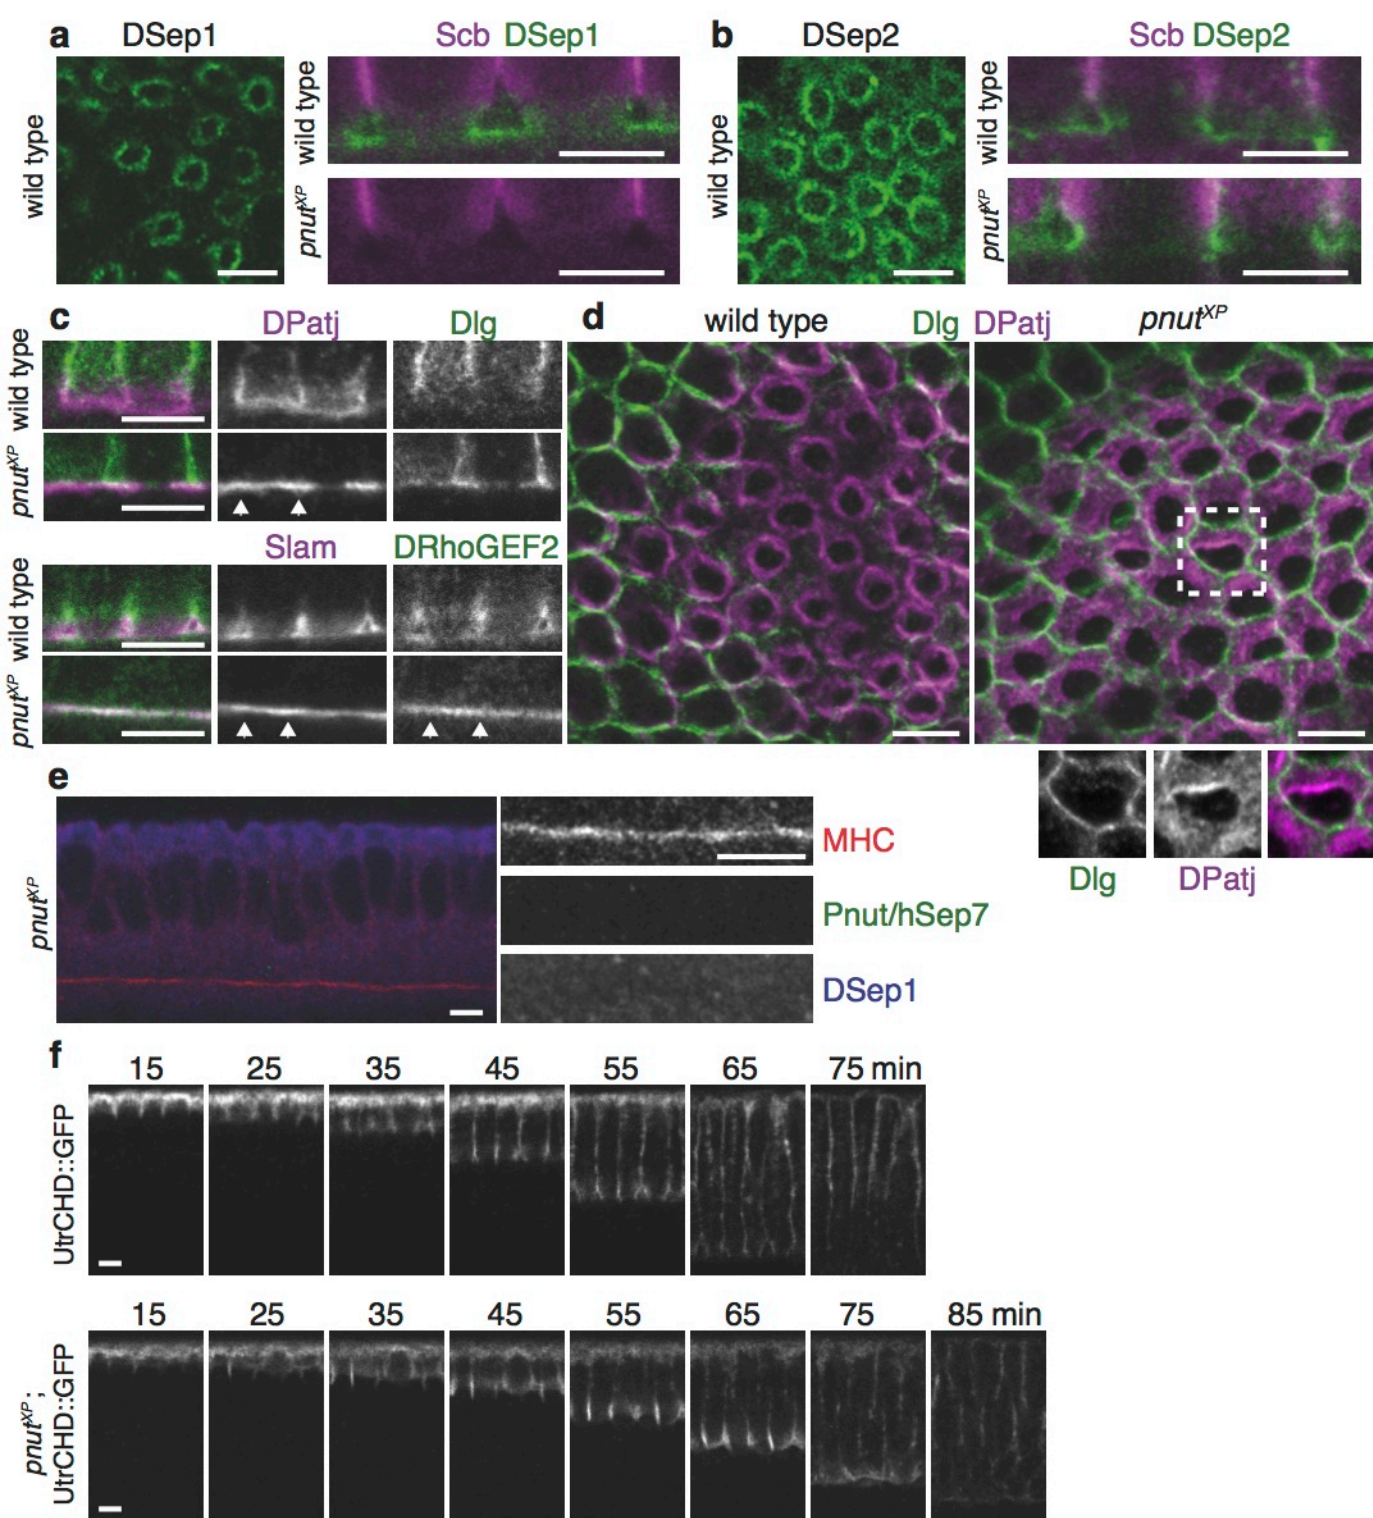 a DSep1 Scb DSep1 b DSep2 Scb DSep2
wild type
wild type
pnutXP
wild type
wild type
pnutXP
c DPatj Dlg d wild type Dlg DPatj pnutXP
wild type
pnutXP
Slam DRhoGEF2
wild type
pnutXP
Dlg DPatj
e
pnutXP
MHC
Pnut/hSep7
DSep1
f
15 25 35 45 55 65 75 min
UtrCHD::GFP
15 25 35 45 55 65 75 85 min
pnutXP;
UtrCHD::GFP